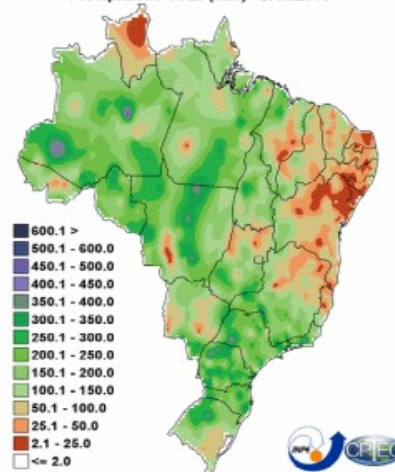 600.1 >
500.1 - 600.0
450.1 - 500.0
400.1 - 450.0
350.1 - 400.0
300.1 - 350.0
250.1 - 300.0
200.1 - 250.0
150.1 - 200.0
100.1 - 150.0
50.1 - 100.0
25.1 - 50.0
2.1 - 25.0
<= 2.0
INPE
CPTEC